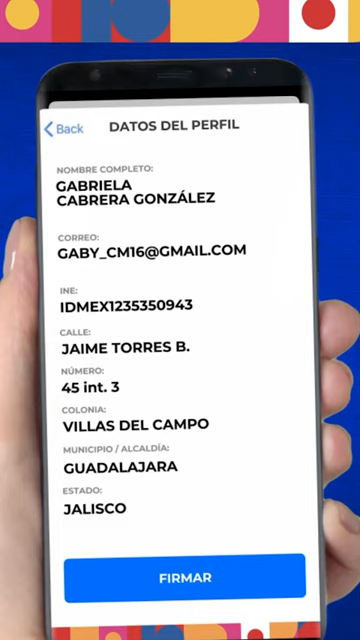 Back
DATOS DEL PERFIL
NOMBRE COMPLETO:
GABRIELA
CABRERA GONZÁLEZ
CORREO:
GABY_CM16@GMAIL.COM
INE:
IDMEX1235350943
CALLE:
JAIME TORRES B.
NÚMERO:
45 int. 3
COLONIA:
VILLAS DEL CAMPO
MUNICIPIO / ALCALDÍA:
GUADALAJARA
ESTADO:
JALISCO
FIRMAR